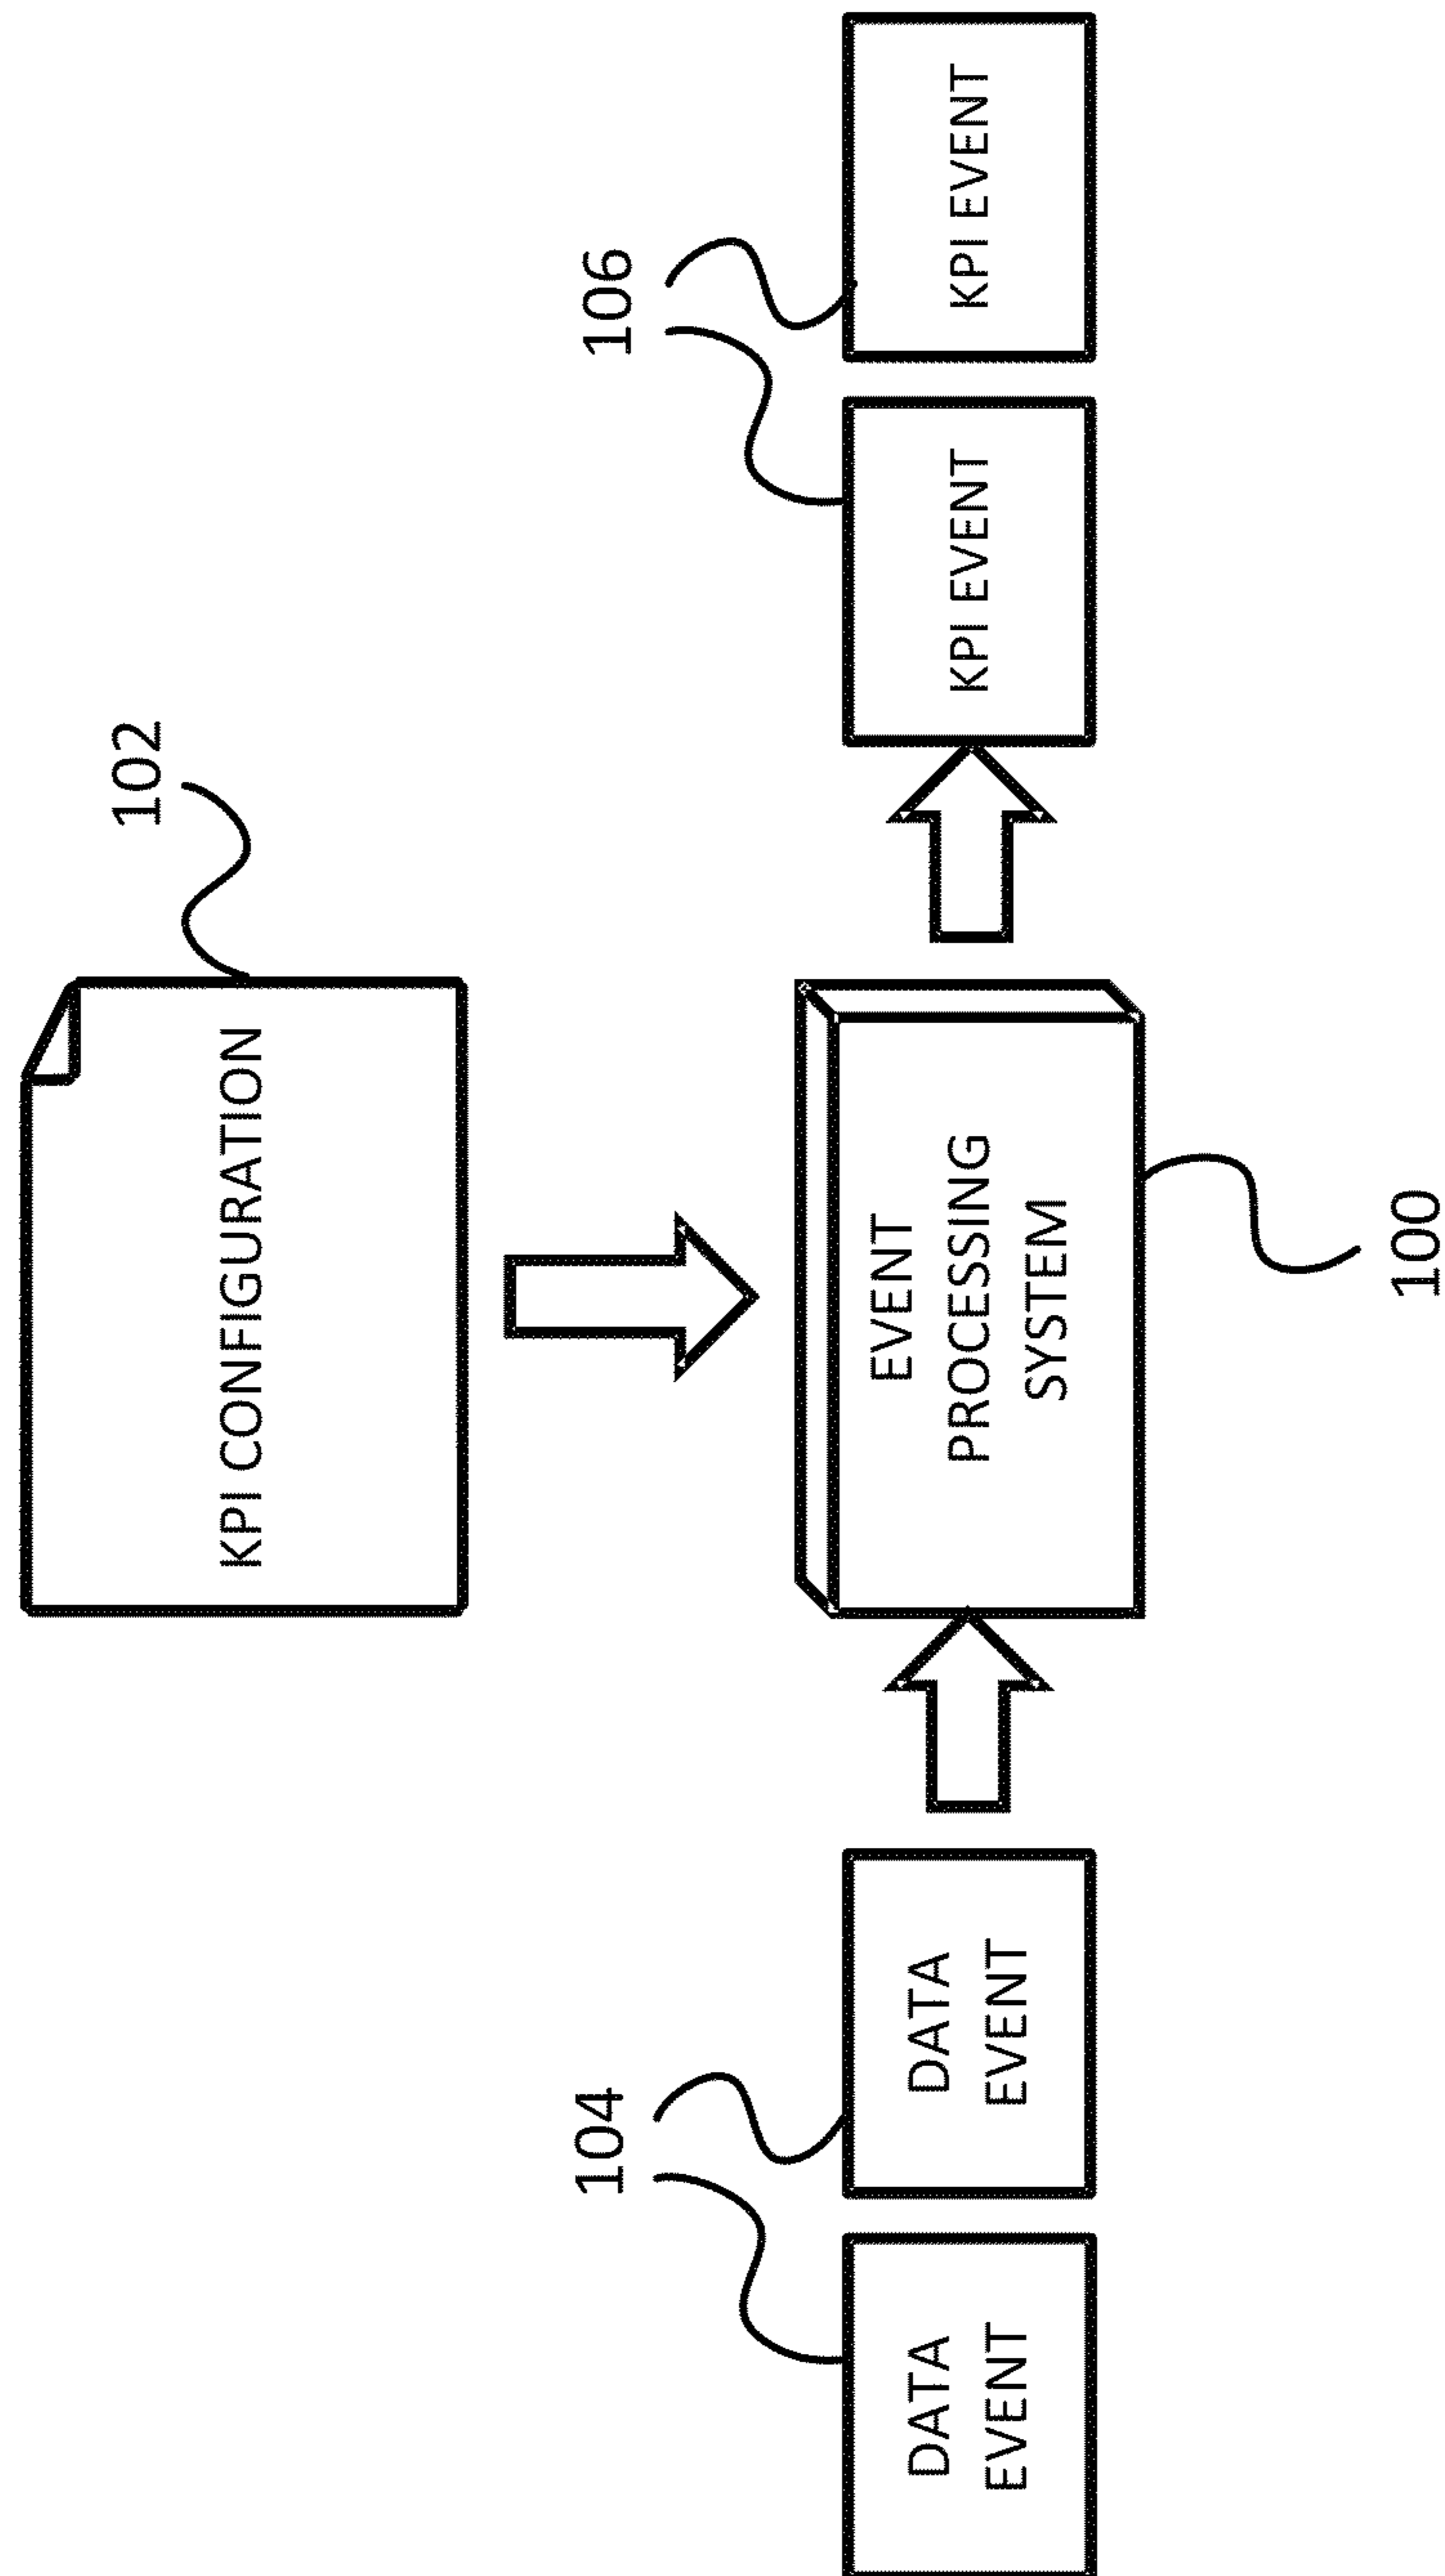 KPI CONFIGURATION
102
104
106
DATA
EVENT
DATA
EVENT
EVENT
PROCESSING
SYSTEM
KPI EVENT
KPI EVENT
100